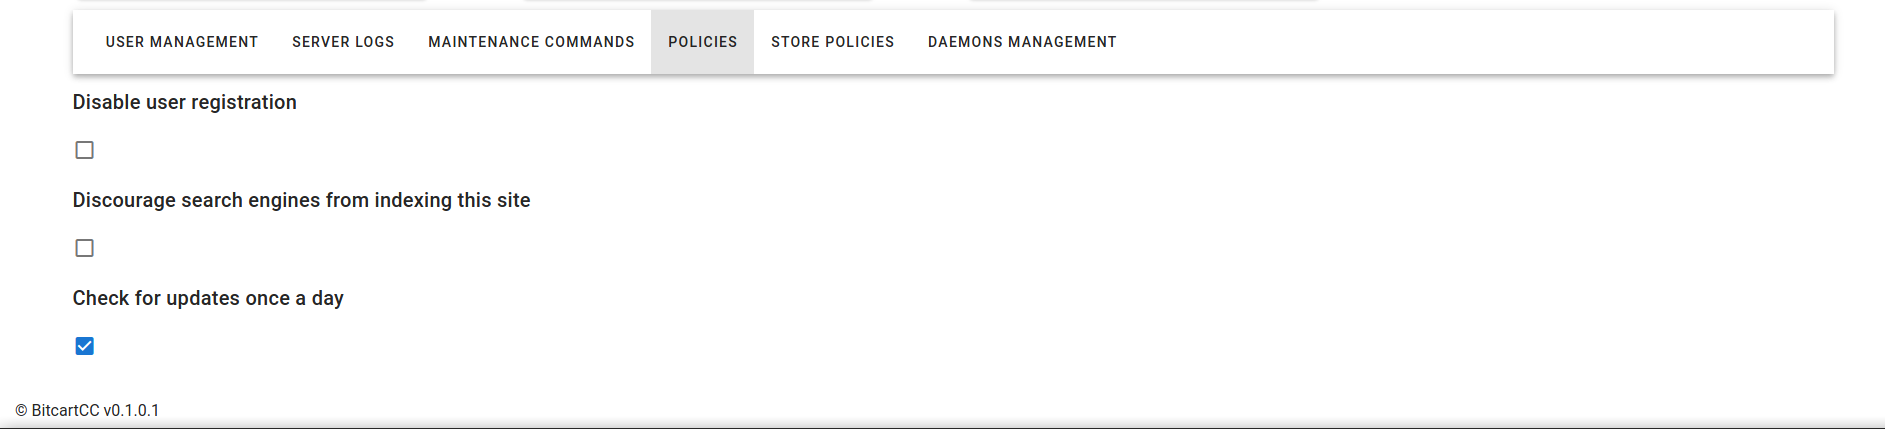 USER MANAGEMENT SERVER LOGS MAINTENANCE COMMANDS POLICIES STORE POLICIES DAEMONS MANAGEMENT
Disable user registration
Discourage search engines from indexing this site
Check for updates once a day
© BitcartCC v0.1.0.1